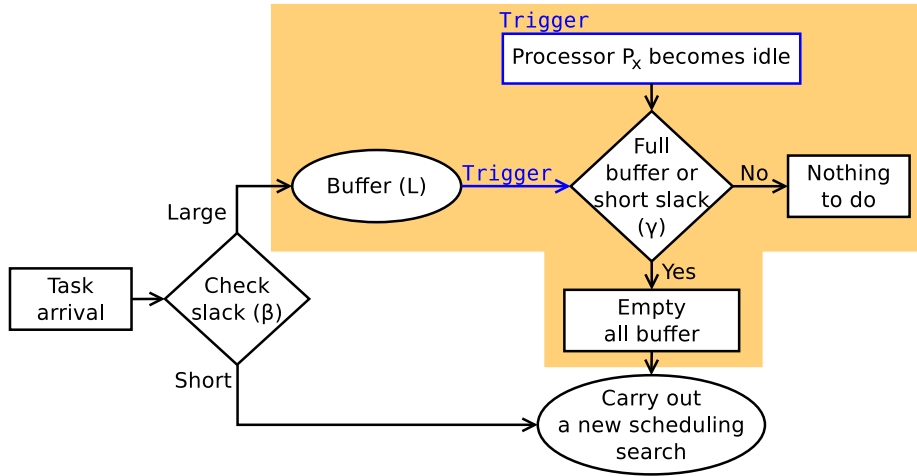 Trigger
Processor Px becomes idle
Full
buffer or
short slack
(γ)
Buffer (L)
Trigger
No
Nothing
to do
Large
Yes
Task
arrival
Check
slack (β)
Empty
all buffer
Short
Carry out
a new scheduling
search